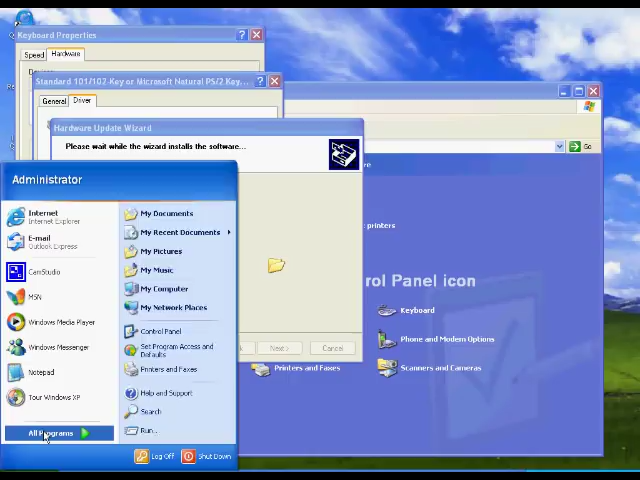 Keyboard Properties
Speed
Hardware
Standard 101/102-Key or Microsoft Natural PS/2 Key...
General
Driver
Hardware Update Wizard
Please wait while the wizard installs the software...
Go
Administrator
Internet
Internet Explorer
E-mail
Outlook Express
CamStudio
MSN
Windows Media Player
Windows Messenger
Notepad
Tour Windows XP
All Programs
My Documents
My Recent Documents
My Pictures
My Music
My Computer
My Network Places
Control Panel
Set Program Access and
Defaults
Printers and Faxes
Help and Support
Search
Run...
Log Off
Shut Down
printers
rol Panel icon
Keyboard
Phone and Modem Options
Printers and Faxes
Scanners and Cameras
Next >
Cancel